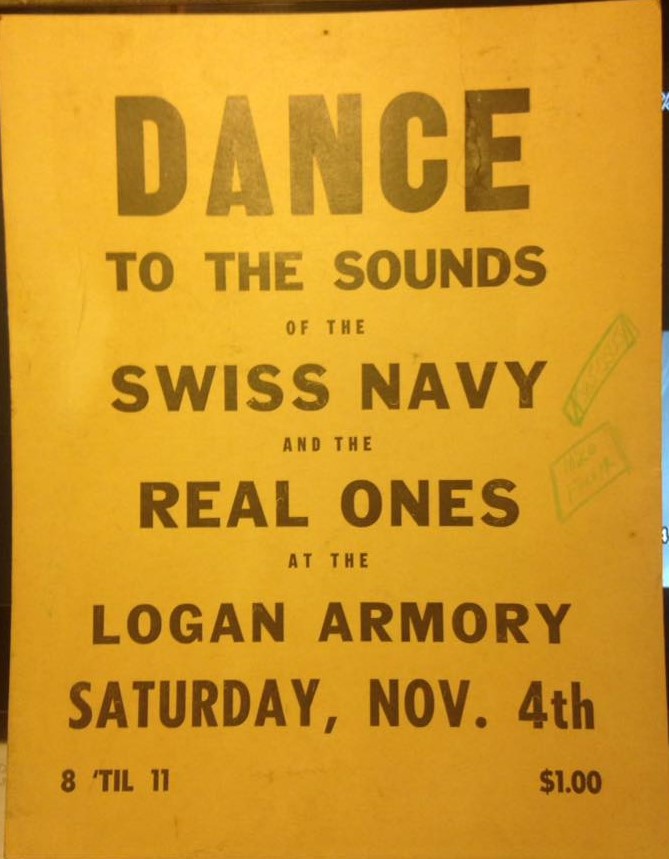 DANCE
TO THE SOUNDS
OF THE
SWISS NAVY
AND THE
REAL ONES
AT THE
LOGAN ARMORY
SATURDAY, NOV. 4th
8 'TIL 11 $1.00